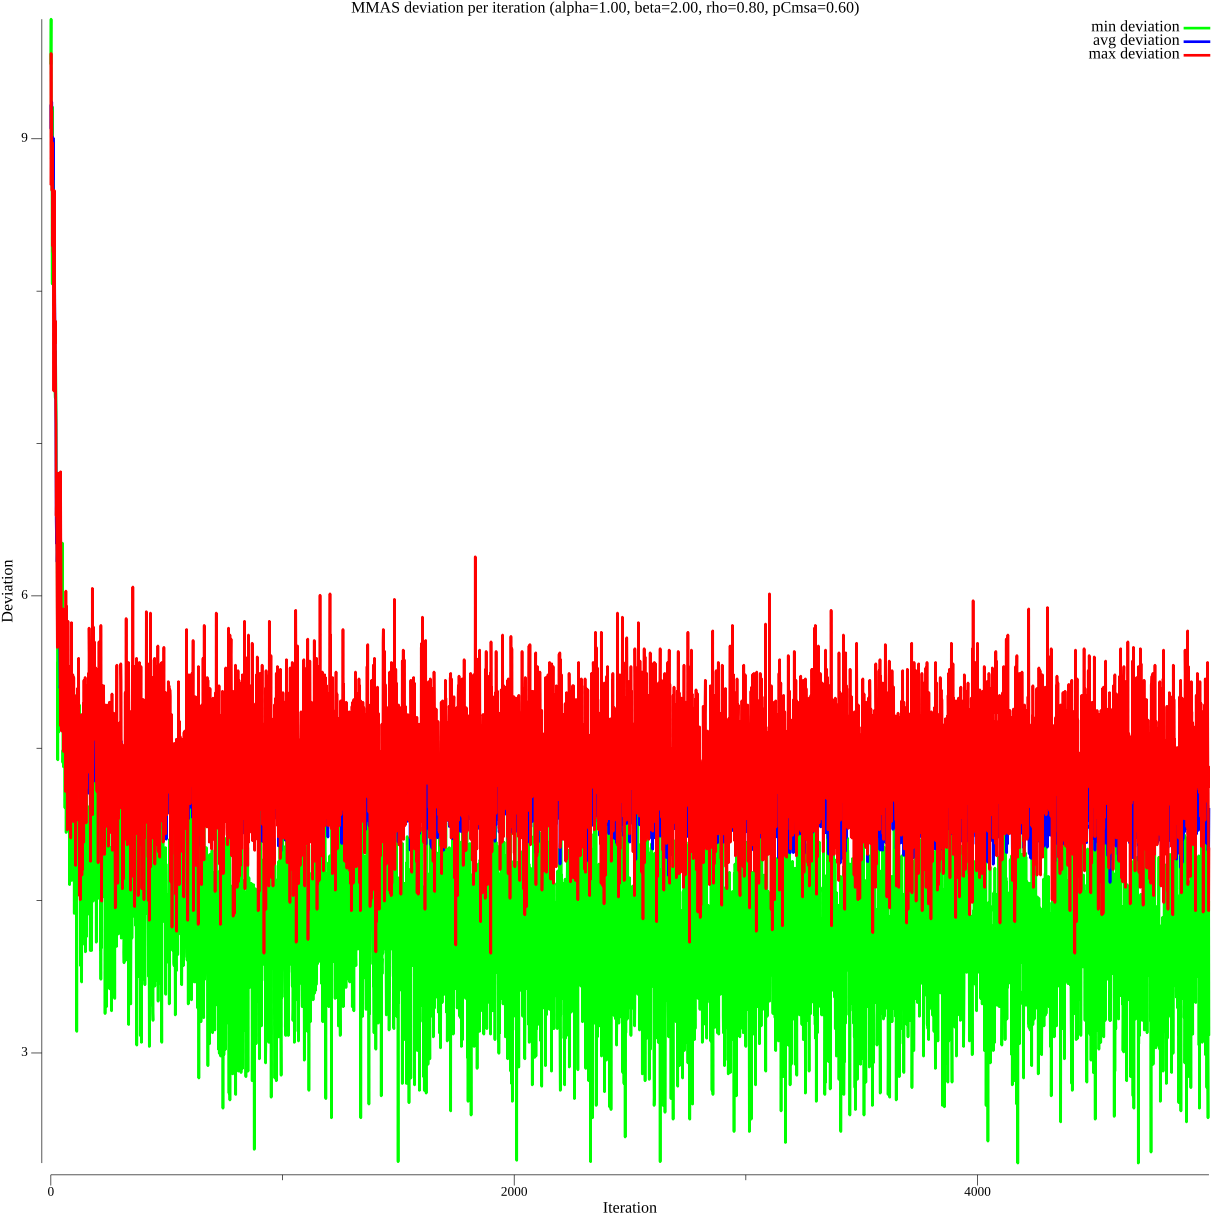 MMAS deviation per iteration (alpha=1.00, beta=2.00, rho=0.80, pCmsa=0.60)
min deviation
avg deviation
max deviation
9
6
3
Deviation
0
2000
4000
Iteration